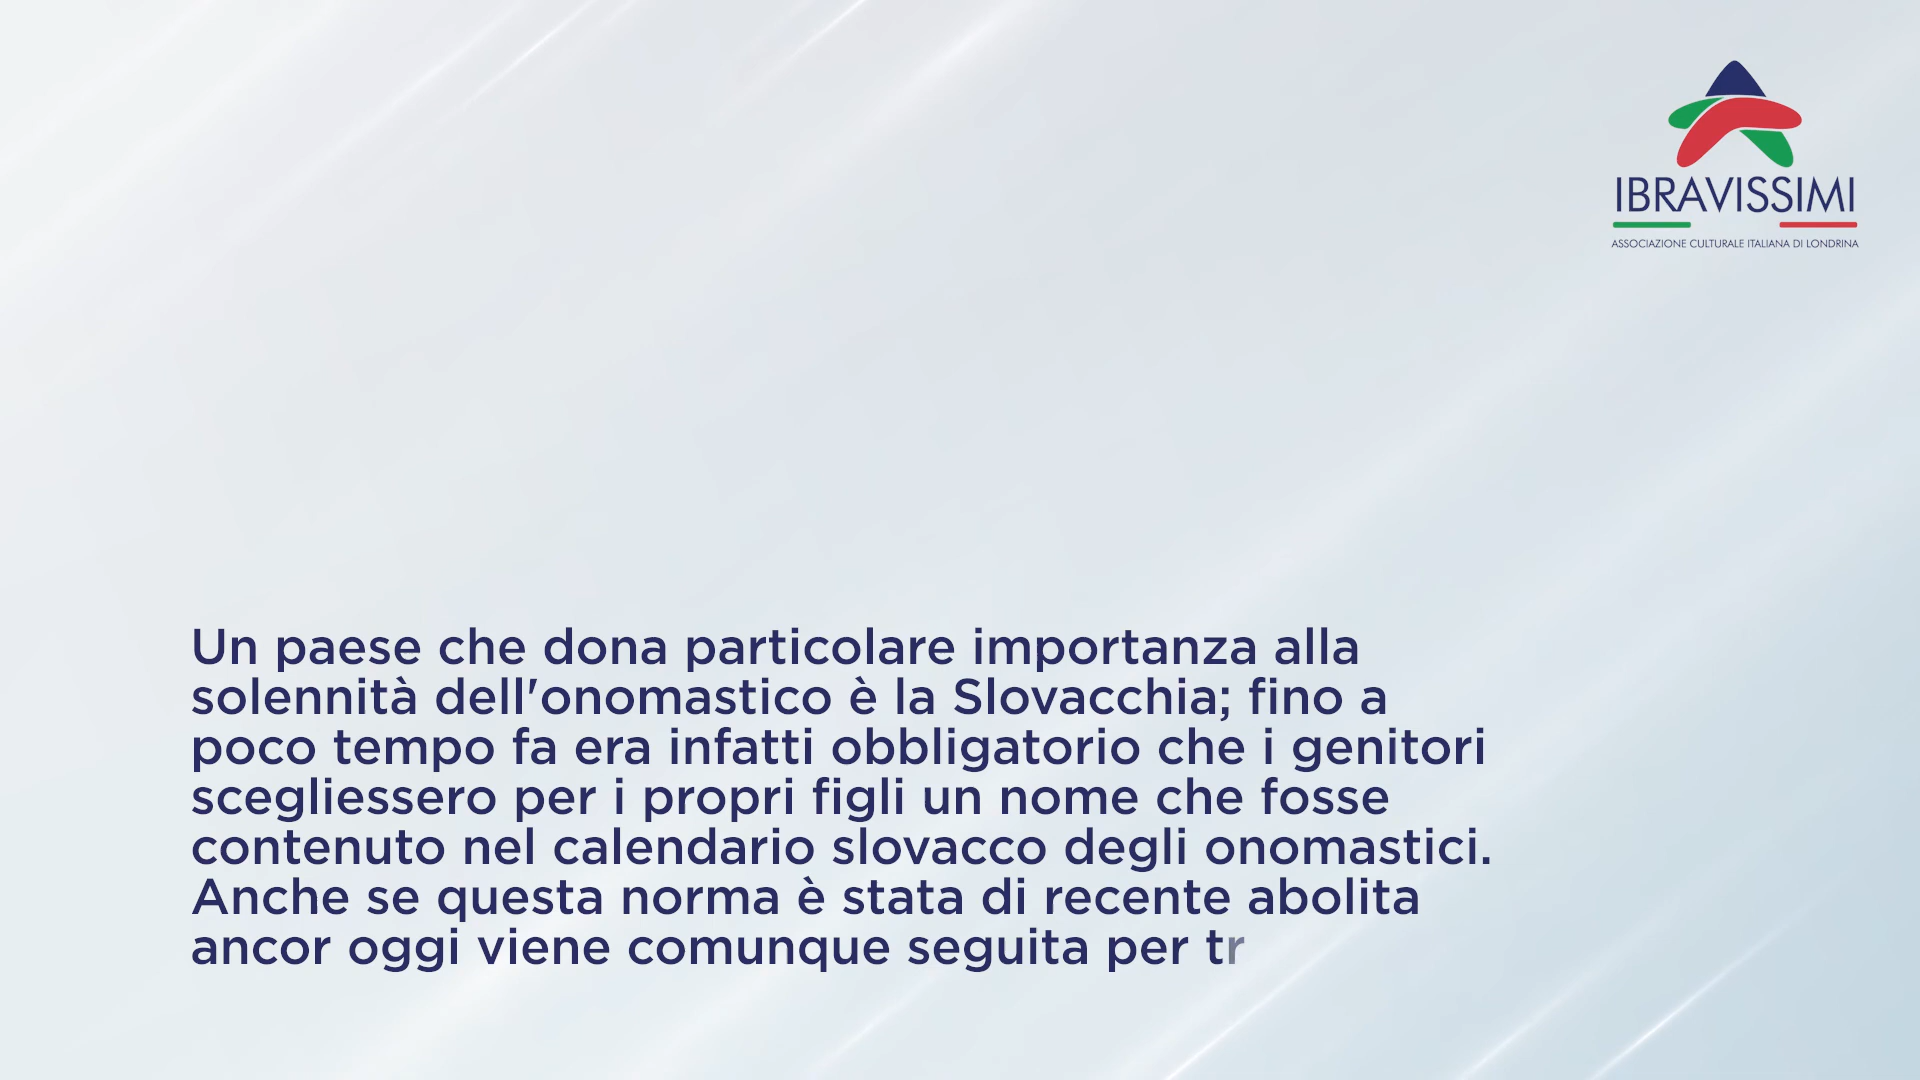 IBRAVISSIMI
ASSOCIAZIONE CULTURALE ITALIANA DI LONDRINA
Un paese che dona particolare importanza alla
solennità dell'onomastico è la Slovacchia; fino a
poco tempo fa era infatti obbligatorio che i genitori
scegliessero per i propri figli un nome che fosse
contenuto nel calendario slovacco degli onomastici.
Anche se questa norma è stata di recente abolita
ancor oggi viene comunque seguita per tr